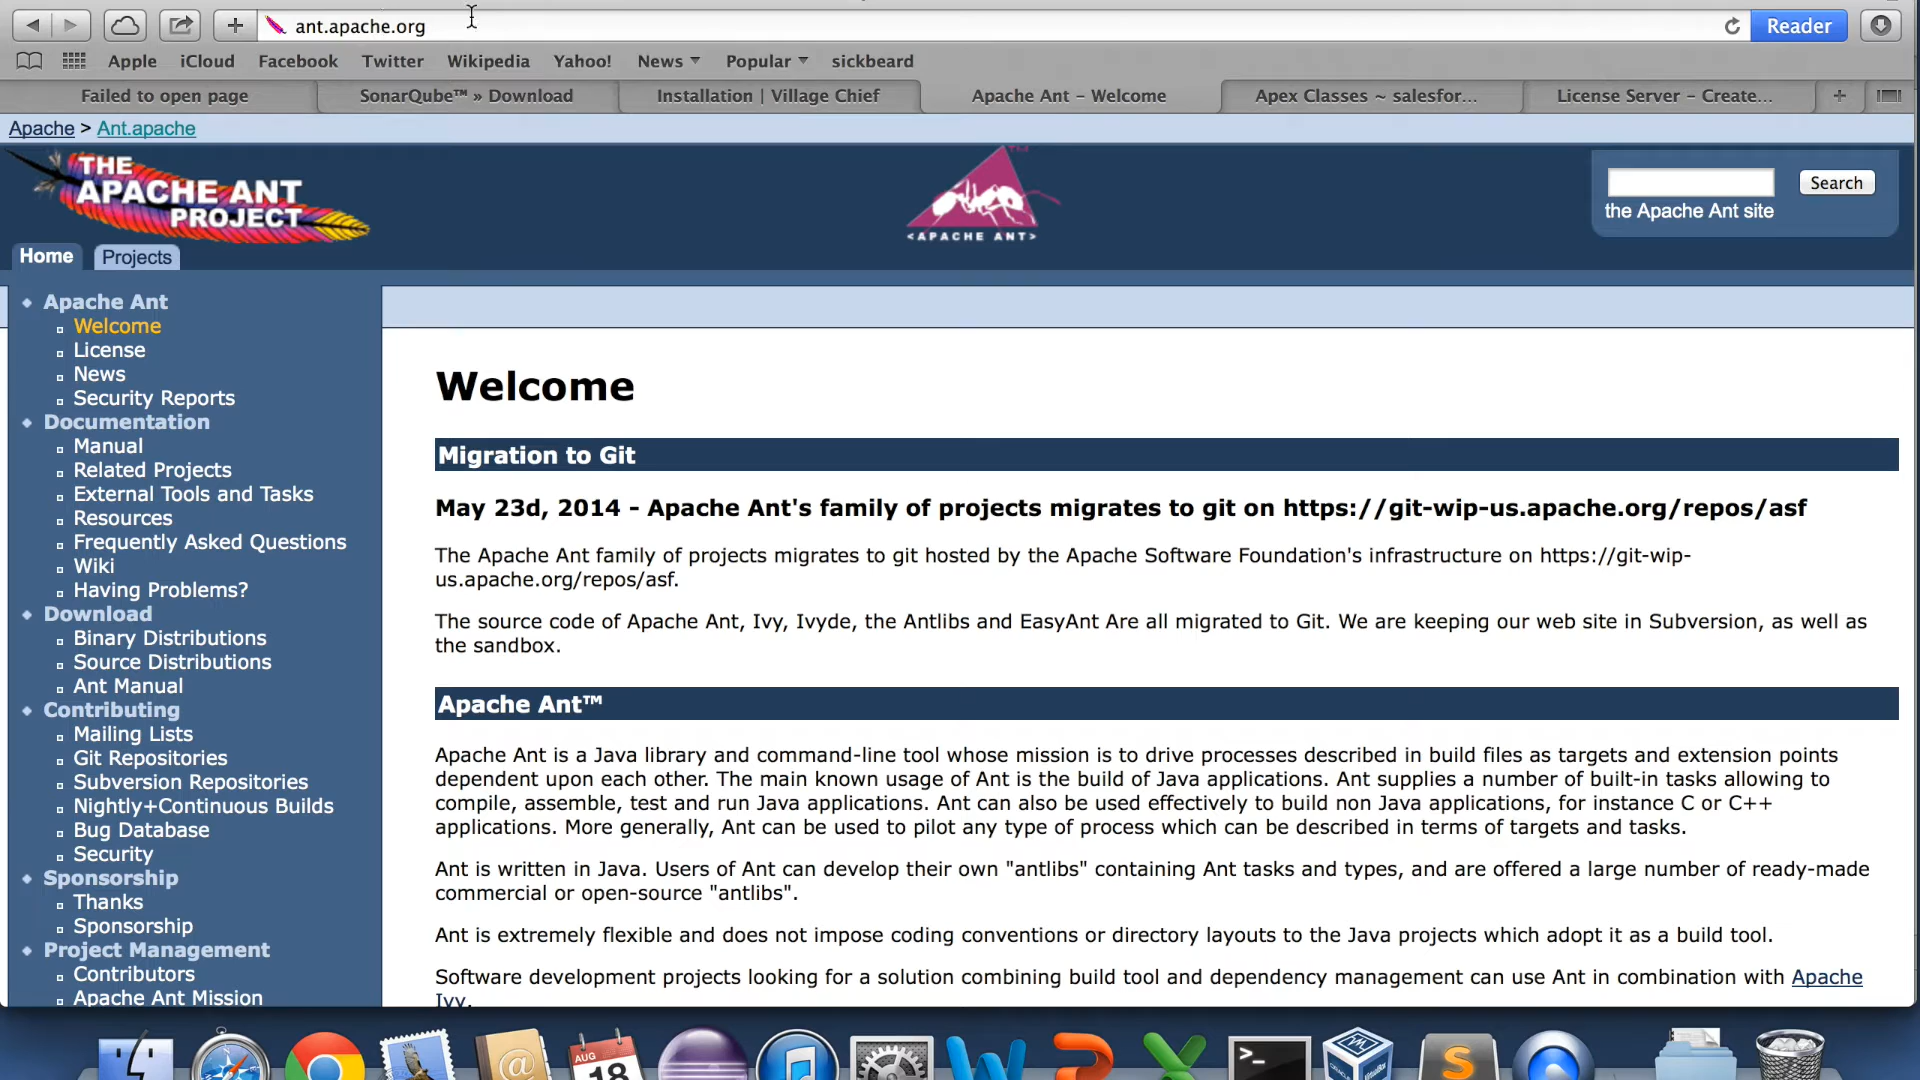 ant.apache.org
Reader
Apple iCloud Facebook Twitter Wikipedia Yahoo! News Popular sickbeard
Failed to open page
SonarQube™ » Download
Installation | Village Chief
Apache Ant – Welcome
Apex Classes ~ salesfor...
License Server – Create...
Apache > Ant.apache
THE
APACHE ANT
PROJECT
TM
<APACHE ANT>
Search
the Apache Ant site
Home
Projects
Apache Ant
Welcome
License
News
Security Reports
Documentation
Manual
Related Projects
External Tools and Tasks
Resources
Frequently Asked Questions
Wiki
Having Problems?
Download
Binary Distributions
Source Distributions
Ant Manual
Contributing
Mailing Lists
Git Repositories
Subversion Repositories
Nightly+Continuous Builds
Bug Database
Security
Sponsorship
Thanks
Sponsorship
Project Management
Contributors
Apache Ant Mission
Welcome
Migration to Git
May 23d, 2014 - Apache Ant's family of projects migrates to git on https://git-wip-us.apache.org/repos/asf
The Apache Ant family of projects migrates to git hosted by the Apache Software Foundation's infrastructure on https://git-wip-
us.apache.org/repos/asf.
The source code of Apache Ant, Ivy, Ivyde, the Antlibs and EasyAnt Are all migrated to Git. We are keeping our web site in Subversion, as well as
the sandbox.
Apache Ant™
Apache Ant is a Java library and command-line tool whose mission is to drive processes described in build files as targets and extension points
dependent upon each other. The main known usage of Ant is the build of Java applications. Ant supplies a number of built-in tasks allowing to
compile, assemble, test and run Java applications. Ant can also be used effectively to build non Java applications, for instance C or C++
applications. More generally, Ant can be used to pilot any type of process which can be described in terms of targets and tasks.
Ant is written in Java. Users of Ant can develop their own "antlibs" containing Ant tasks and types, and are offered a large number of ready-made
commercial or open-source "antlibs".
Ant is extremely flexible and does not impose coding conventions or directory layouts to the Java projects which adopt it as a build tool.
Software development projects looking for a solution combining build tool and dependency management can use Ant in combination with Apache
Ivy.
AUG
18